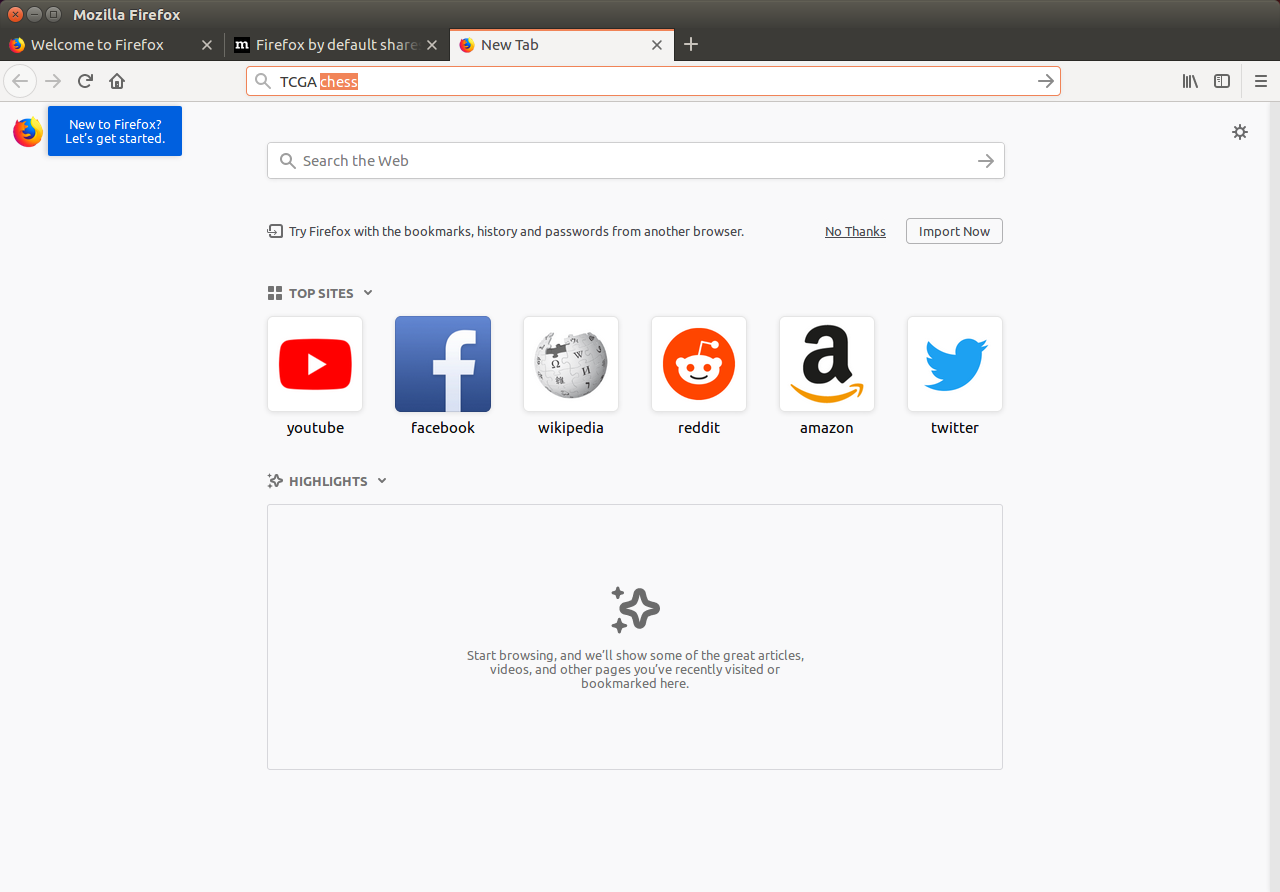 Mozilla Firefox
Welcome to Firefox
Firefox by default share
New Tab
TCGA chess
New to Firefox?
Let's get started.
Search the Web
Try Firefox with the bookmarks, history and passwords from another browser.
No Thanks
Import Now
TOP SITES
youtube
facebook
wikipedia
reddit
amazon
twitter
HIGHLIGHTS
Start browsing, and we'll show some of the great articles,
videos, and other pages you've recently visited or
bookmarked here.